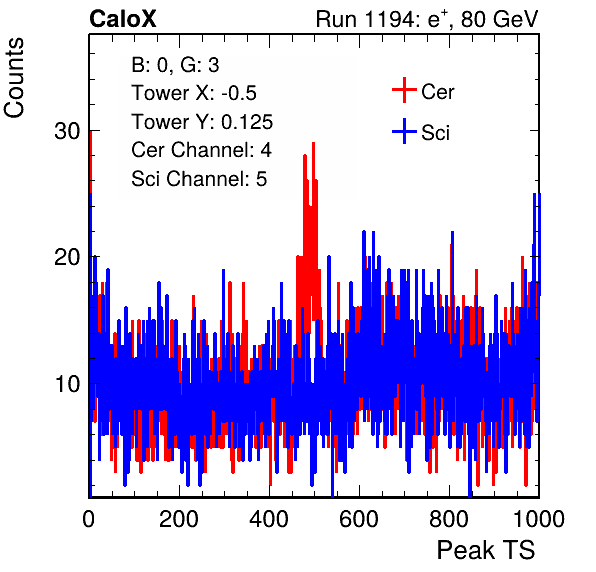 CaloX Run 1194: e⁺, 80 GeV
Counts
B: 0, G: 3
Tower X: -0.5
Tower Y: 0.125
Cer Channel: 4
Sci Channel: 5
Cer
Sci
30
20
10
0 200 400 600 800 1000
Peak TS